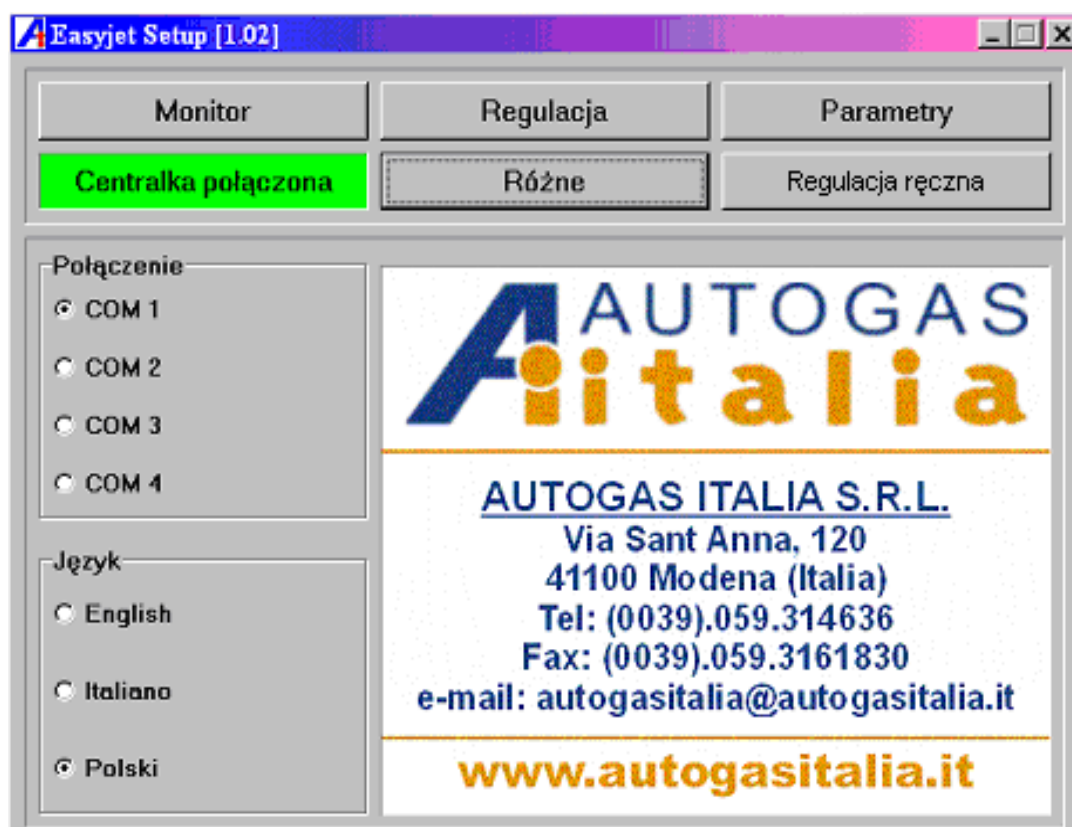 Easyjet Setup [1.02]
Monitor
Regulacja
Parametry
Centralka połączona
Różne
Regulacja ręczna
Połączenie
COM 1
COM 2
COM 3
COM 4
Język
English
Italiano
Polski
AUTOGAS
italia
AUTOGAS ITALIA S.R.L.
Via Sant Anna, 120
41100 Modena (Italia)
Tel: (0039).059.314636
Fax: (0039).059.3161830
e-mail: autogasitalia@autogasitalia.it
www.autogasitalia.it